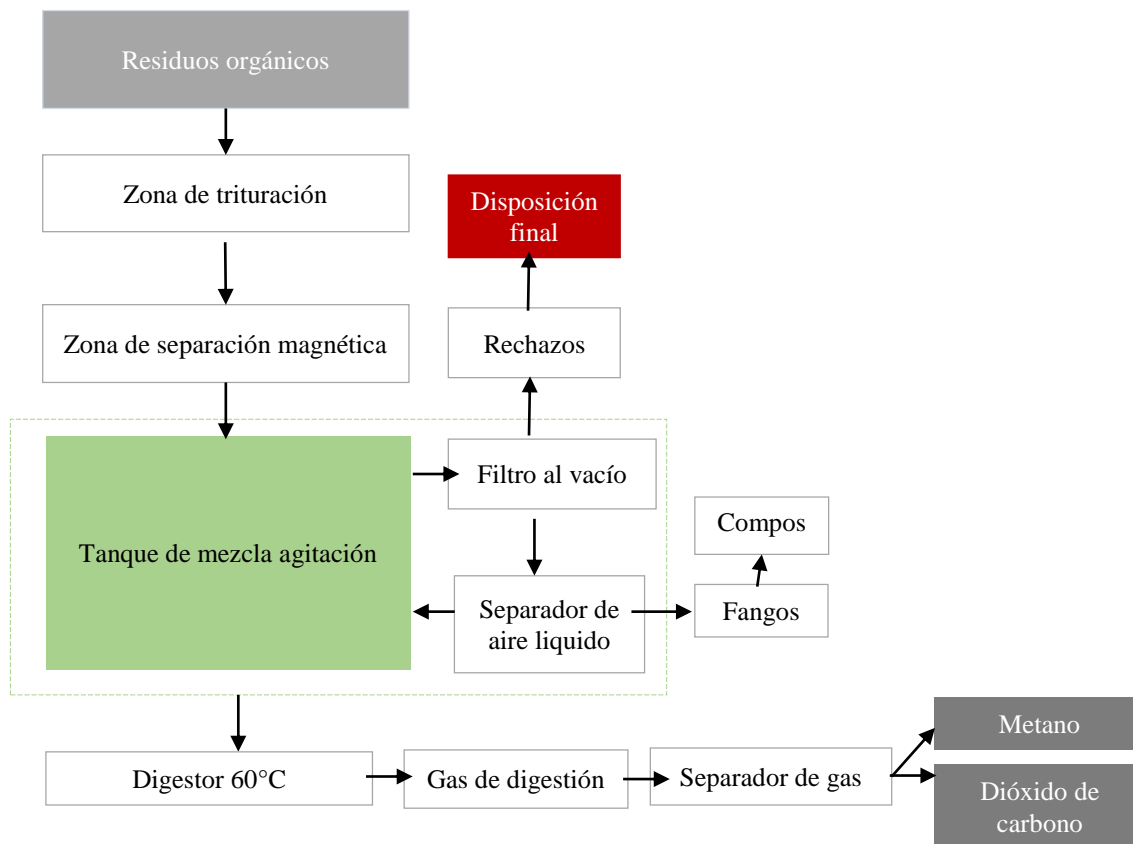 Residuos orgánicos
Zona de trituración
Disposición
final
Zona de separación magnética
Rechazos
Tanque de mezcla agitación
Filtro al vacío
Compos
Separador de
aire liquido
Fangos
Digestor 60°C
Gas de digestión
Separador de gas
Metano
Dióxido de
carbono